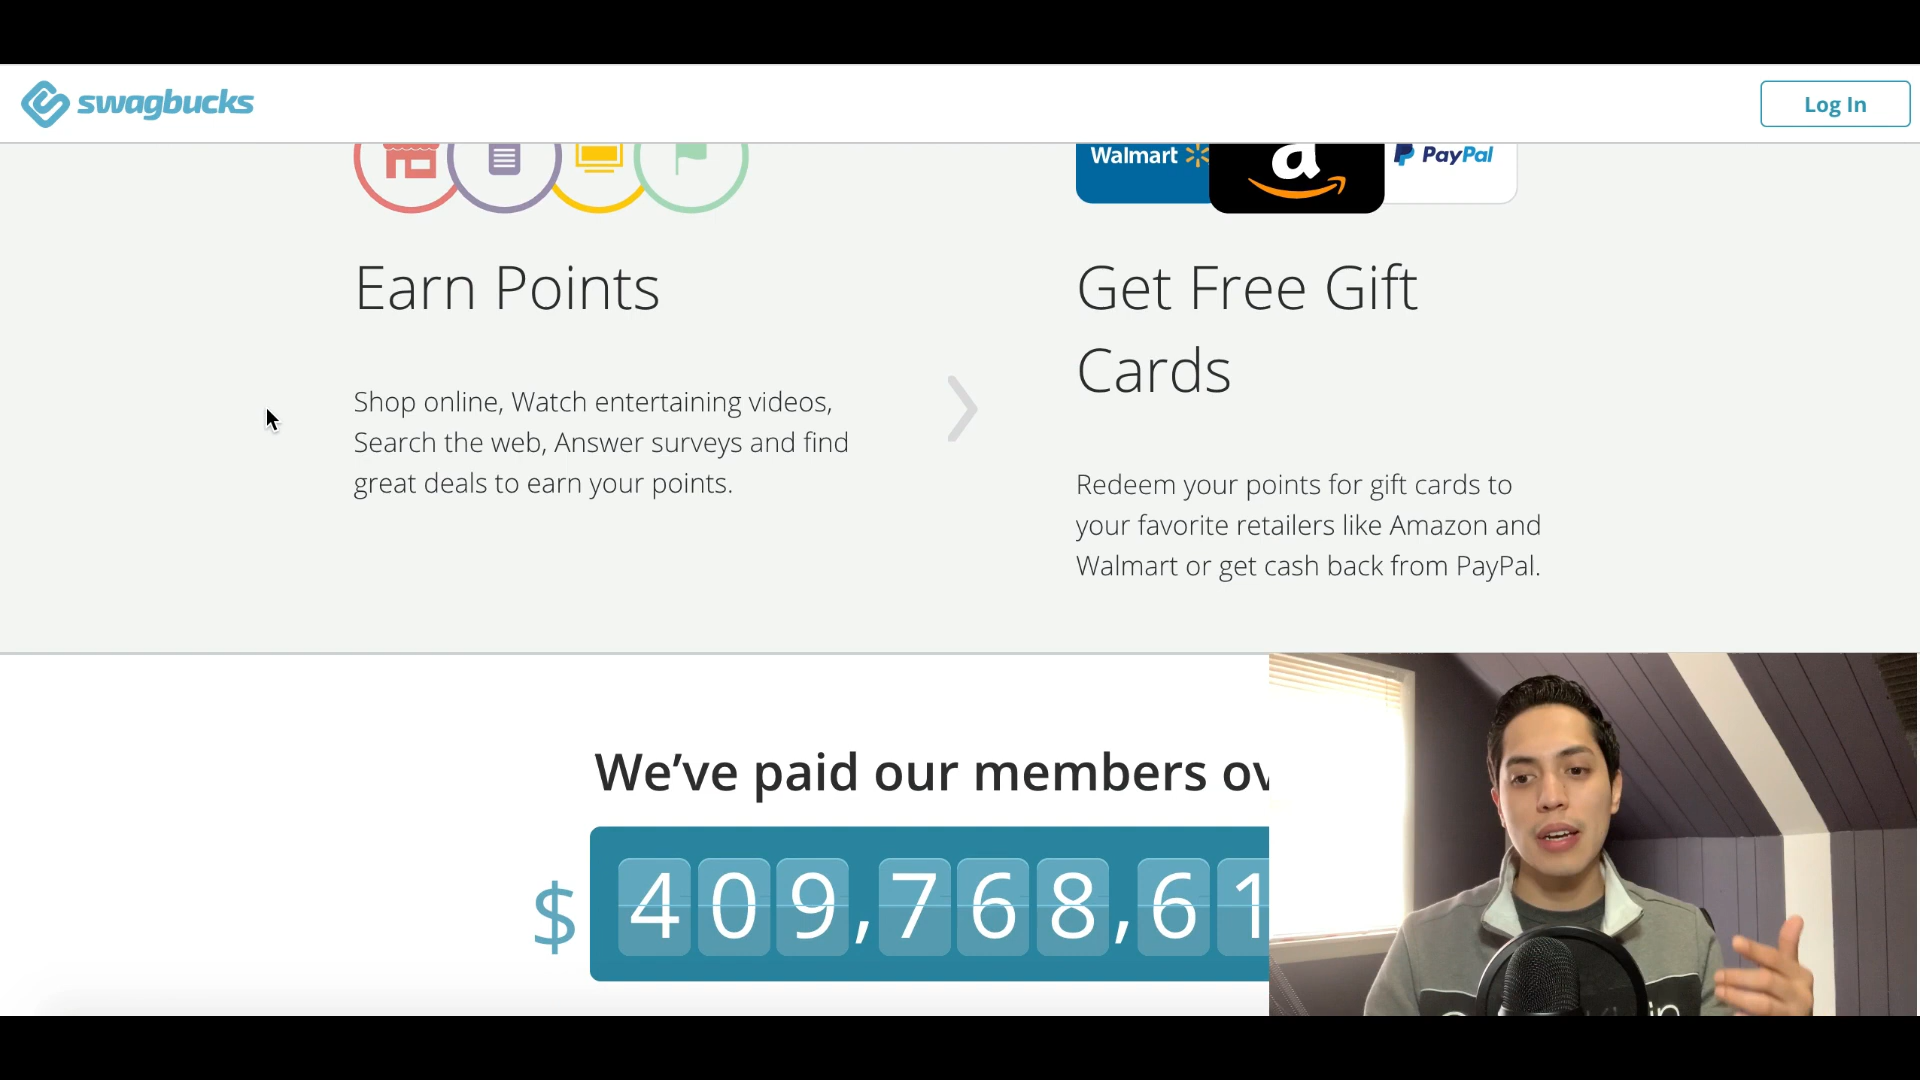 swagbucks
Log In
Walmart
a
PayPal
Earn Points
Get Free Gift
Cards
Shop online, Watch entertaining videos,
Search the web, Answer surveys and find
great deals to earn your points.
Redeem your points for gift cards to
your favorite retailers like Amazon and
Walmart or get cash back from PayPal.
We've paid our members ov
$ 409,768,61